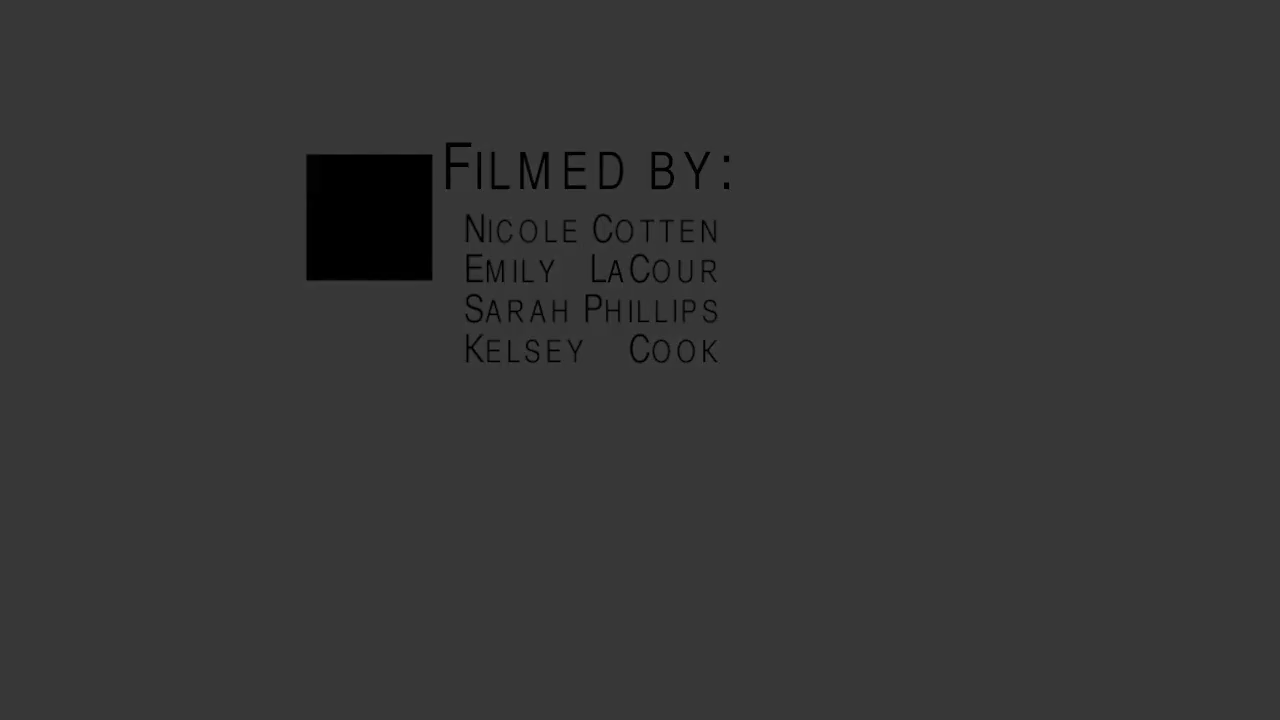 FILMED BY:
NICOLE COTTEN
EMILY LACOUR
SARAH PHILLIPS
KELSEY COOK